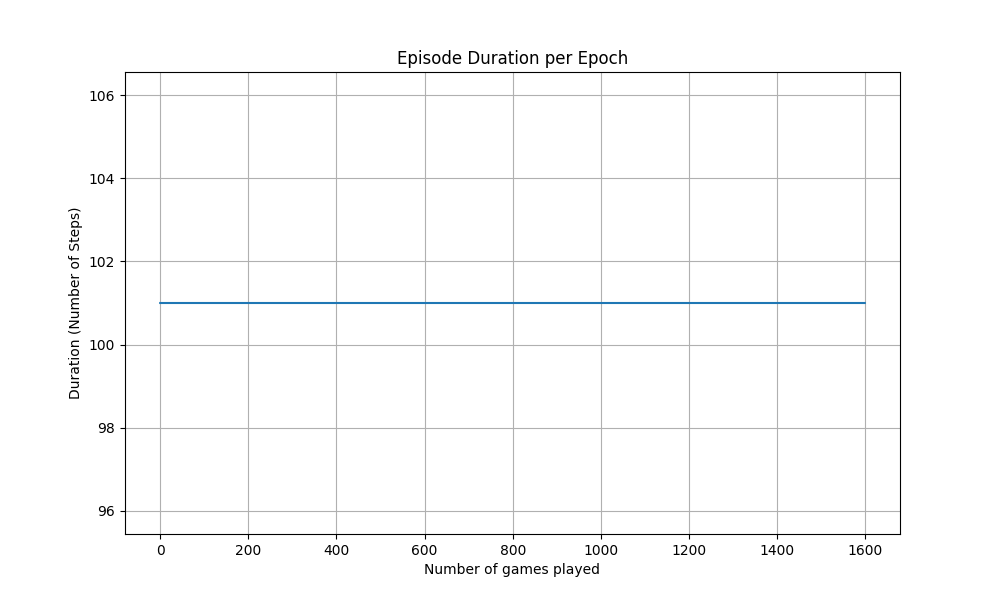 Episode Duration per Epoch
106
104
102
100
98
96
Duration (Number of Steps)
0 200 400 600 800 1000 1200 1400 1600
Number of games played